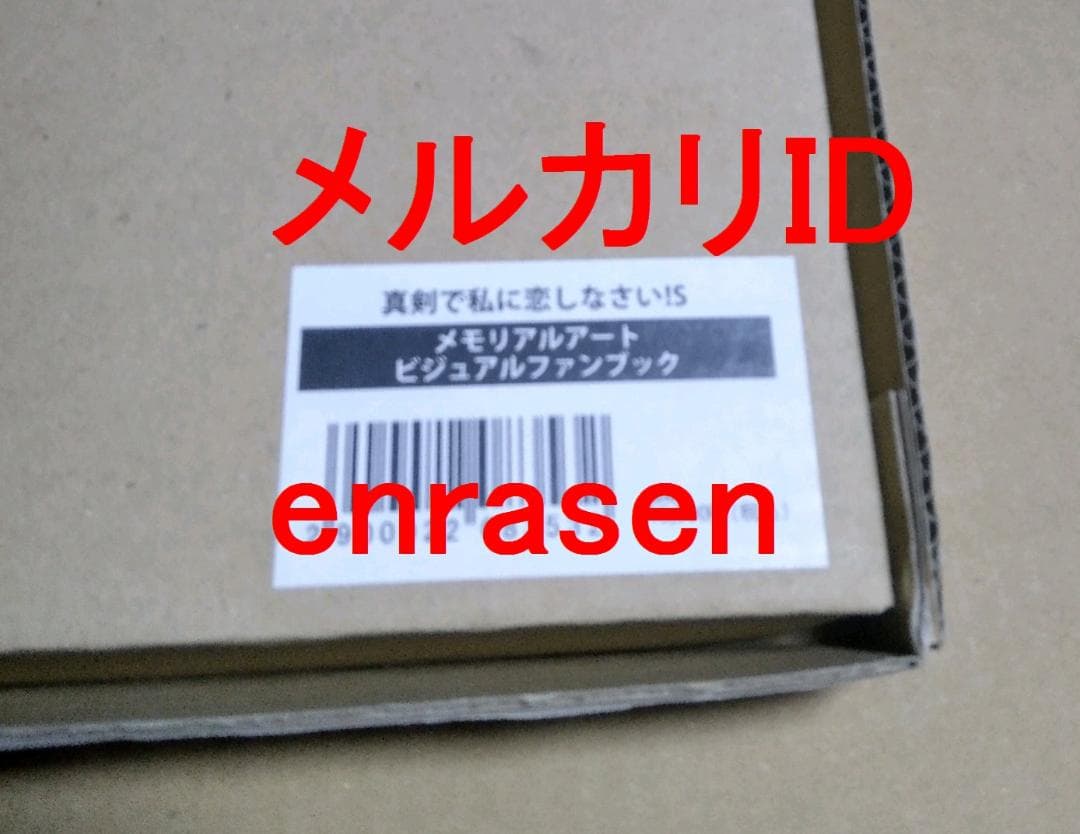 メルカリID
真剣で私に恋しなさい!S
メモリアルアート
ビジュアルファンブック
enrasen